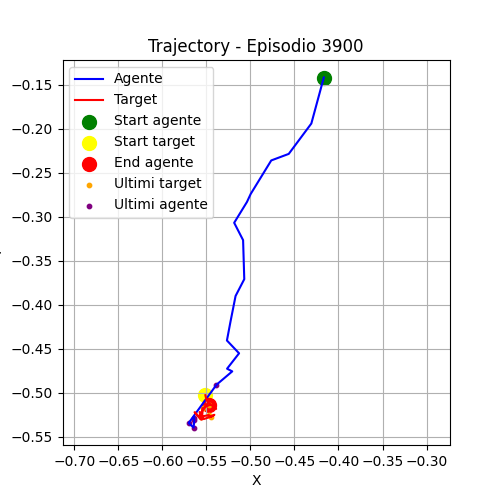 Trajectory - Episodio 3900
Agente
Target
Start agente
Start target
End agente
Ultimi target
Ultimi agente
−0.15
−0.20
−0.25
−0.30
−0.35
−0.40
−0.45
−0.50
−0.55
−0.70 −0.65 −0.60 −0.55 −0.50 −0.45 −0.40 −0.35 −0.30
X